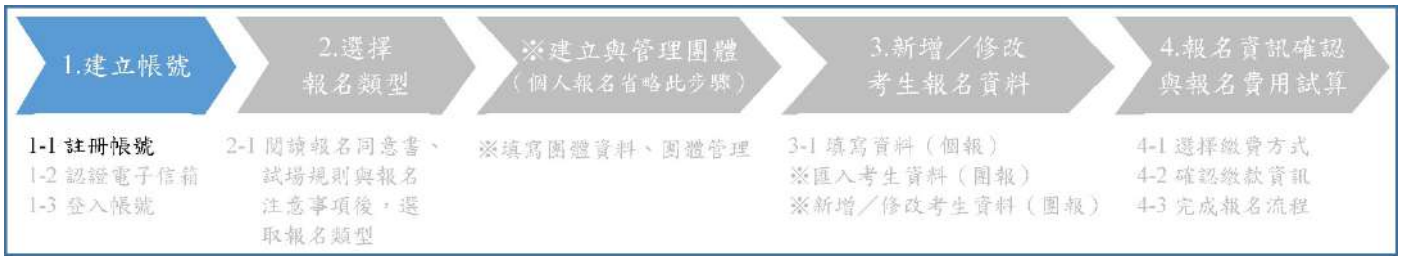 1.建立帳號
2.選擇
報名類型
※建立與管理團體
（個人報名省略此步驟）
3.新增／修改
考生報名資料
4.報名資訊確認
與報名費用試算
1-1 註冊帳號
1-2 認證電子信箱
1-3 登入帳號
2-1 閱讀報名同意書、
試場規則與報名
注意事項後，選
取報名類型
※填寫團體資料、團體管理
3-1 填寫資料（個報）
※匯入考生資料（團報）
※新增／修改考生資料（團報）
4-1 選擇繳費方式
4-2 確認繳款資訊
4-3 完成報名流程